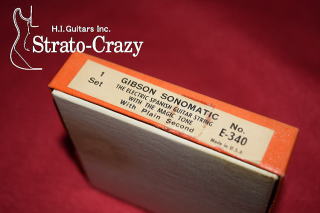 H.I.Guitars Inc.
Strato-Crazy
1
Set
GIBSON SONOMATIC
THE ELECTRIC SPANISH GUITAR STRING
WITH THE MAGIC TONE
With Plain Second
No.
E-340
Made in U.S.A.